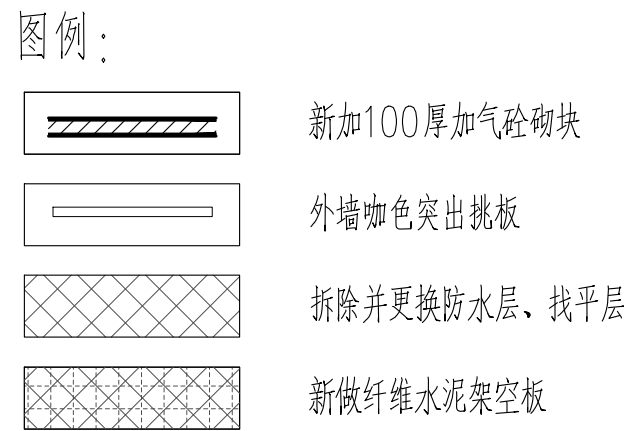 图例：
新加100厚加气砼砌块
外墙咖色突出挑板
拆除并更换防水层、找平层
新做纤维水泥架空板